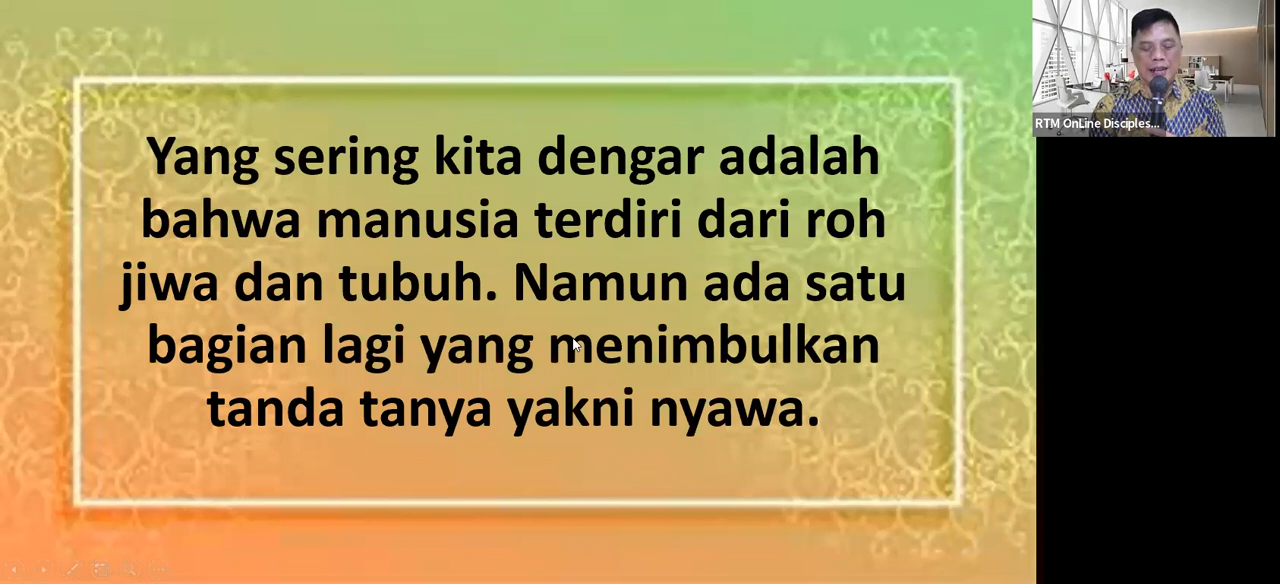 Yang sering kita dengar adalah
bahwa manusia terdiri dari roh
jiwa dan tubuh. Namun ada satu
bagian lagi yang menimbulkan
tanda tanya yakni nyawa.
RTM OnLine Disciples...